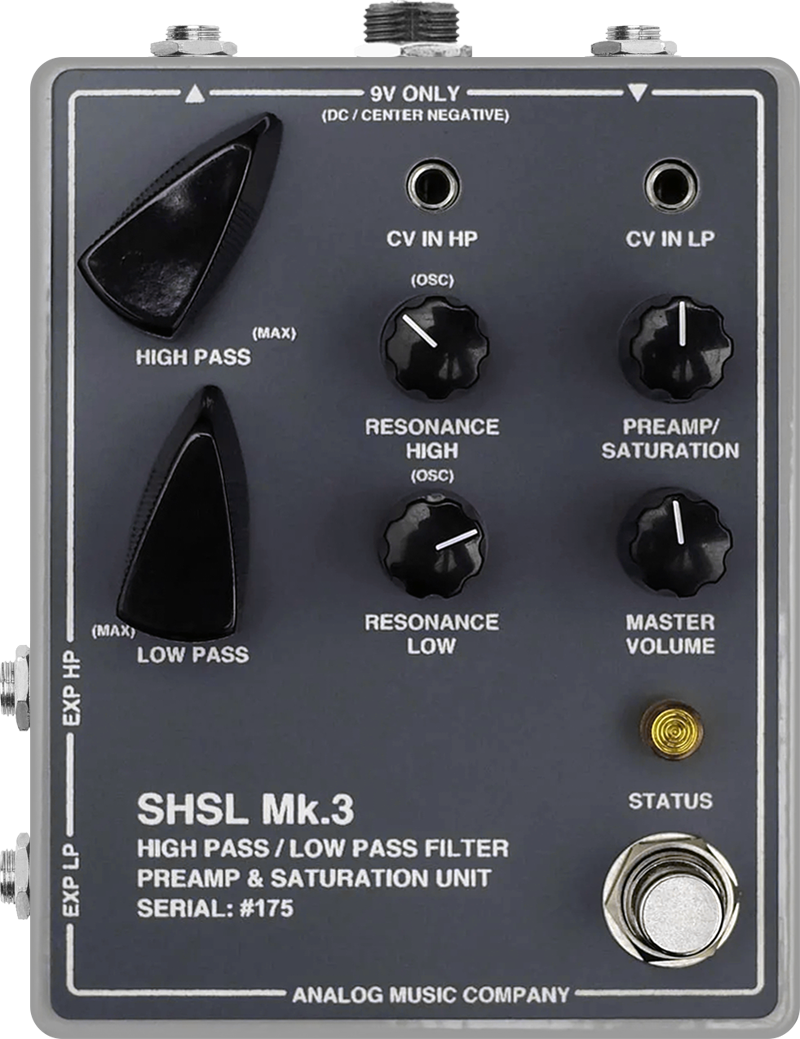 9V ONLY
(DC / CENTER NEGATIVE)
CV IN HP
CV IN LP
(OSC)
(MAX)
HIGH PASS
RESONANCE
HIGH
PREAMP/
SATURATION
(OSC)
(MAX)
LOW PASS
RESONANCE
LOW
MASTER
VOLUME
EXP HP
STATUS
SHSL Mk.3
HIGH PASS / LOW PASS FILTER
PREAMP & SATURATION UNIT
SERIAL: #175
EXP LP
ANALOG MUSIC COMPANY